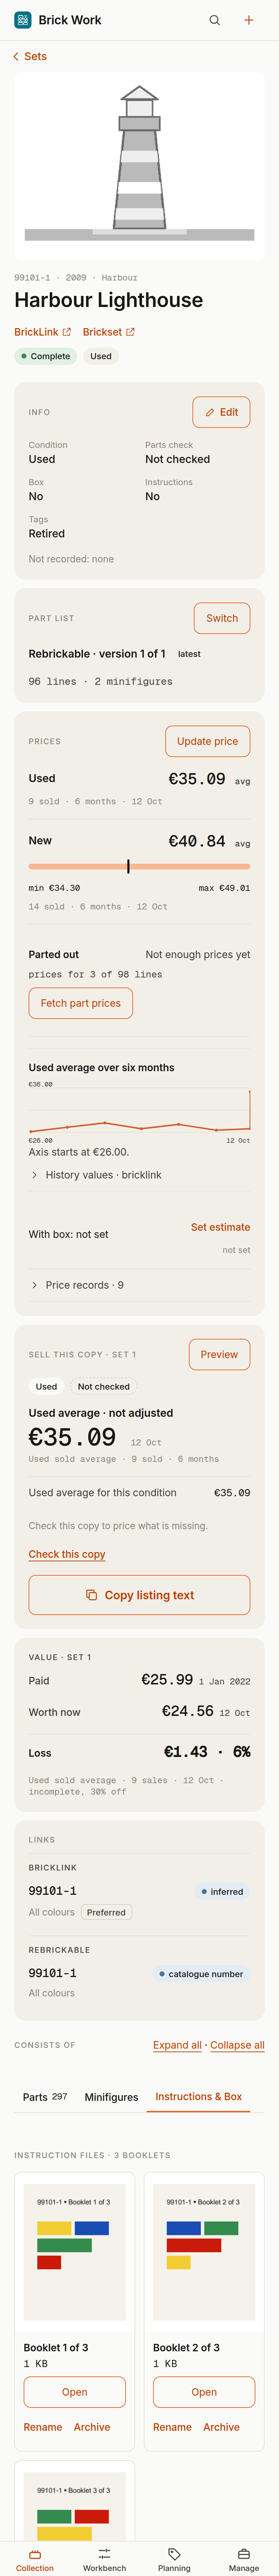 Brick Work
Sets
99101-1 · 2009 · Harbour
Harbour Lighthouse
BrickLink Brickset
Complete Used
INFO Edit
Condition Parts check
Used Not checked
Box Instructions
No No
Tags
Retired
Not recorded: none
PART LIST Switch
Rebrickable · version 1 of 1 latest
96 lines · 2 minifigures
PRICES Update price
Used €35.09 avg
9 sold · 6 months · 12 Oct
New €40.84 avg
min €34.30 max €49.01
14 sold · 6 months · 12 Oct
Parted out Not enough prices yet
prices for 3 of 98 lines
Fetch part prices
Used average over six months
€36.00
€26.00 12 Oct
Axis starts at €26.00.
History values · bricklink
With box: not set Set estimate
not set
Price records · 9
SELL THIS COPY · SET 1 Preview
Used Not checked
Used average · not adjusted
€35.09 12 Oct
Used sold average · 9 sold · 6 months
Used average for this condition €35.09
Check this copy to price what is missing.
Check this copy
Copy listing text
VALUE · SET 1
Paid €25.99 1 Jan 2022
Worth now €24.56 12 Oct
Loss €1.43 · 6%
Used sold average · 9 sales · 12 Oct ·
incomplete, 30% off
LINKS
BRICKLINK
99101-1 inferred
All colours Preferred
REBRICKABLE
99101-1 catalogue number
All colours
CONSISTS OF Expand all · Collapse all
Parts 297 Minifigures Instructions & Box
INSTRUCTION FILES · 3 BOOKLETS
99101-1 • Booklet 1 of 3 99101-1 • Booklet 2 of 3
Booklet 1 of 3 Booklet 2 of 3
1 KB 1 KB
Open Open
Rename Archive Rename Archive
99101-1 • Booklet 3 of 3
Collection Workbench Planning Manage